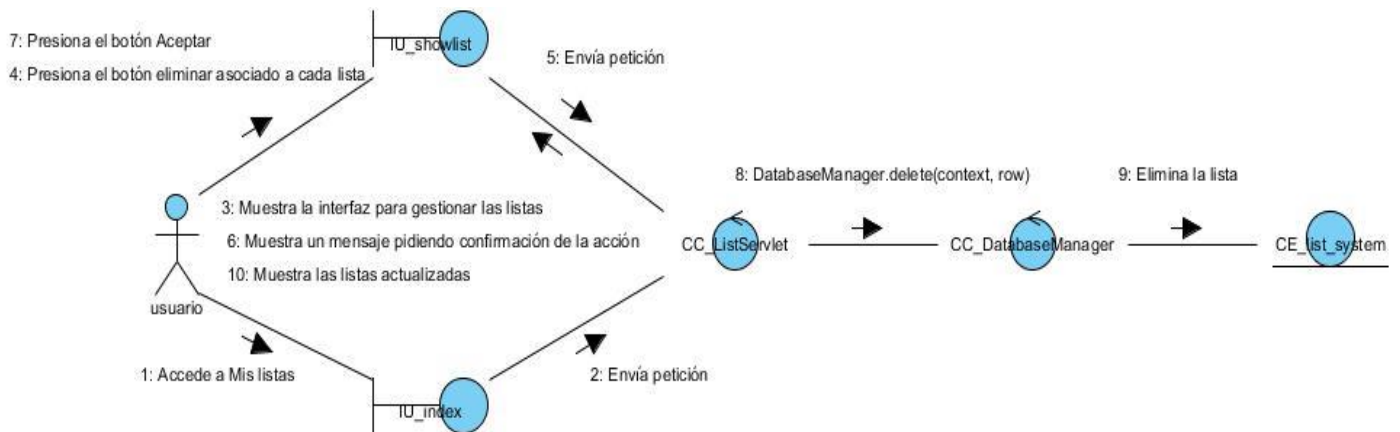 IU_showlist
7: Presiona el botón Aceptar
4: Presiona el botón eliminar asociado a cada lista
5: Envía petición
8: DatabaseManager.delete(context, row)
9: Elimina la lista
3: Muestra la interfaz para gestionar las listas
6: Muestra un mensaje pidiendo confirmación de la acción
10: Muestra las listas actualizadas
CC_ListServlet
CC_DatabaseManager
CE_list_system
usuario
1: Accede a Mis listas
2: Envía petición
IU_index